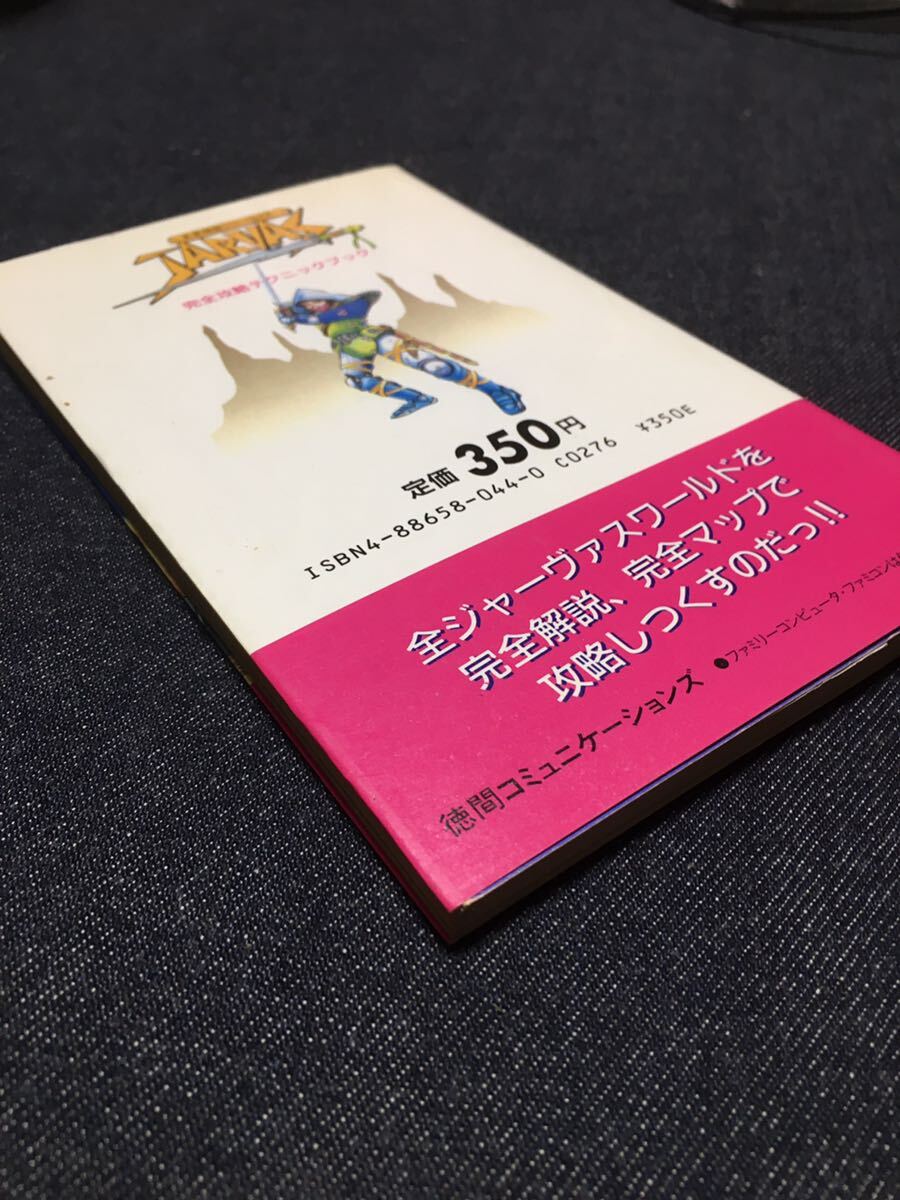 JARVAS
完全攻略テクニックブック
定価 350円
ISBN4-88658-044-0 C0276 ¥350E
全ジャーヴァスワールドを
完全解説、完全マップで
攻略しつくすのだっ!!
徳間コミュニケーションズ ●ファミリーコンピュータ・ファミコンは